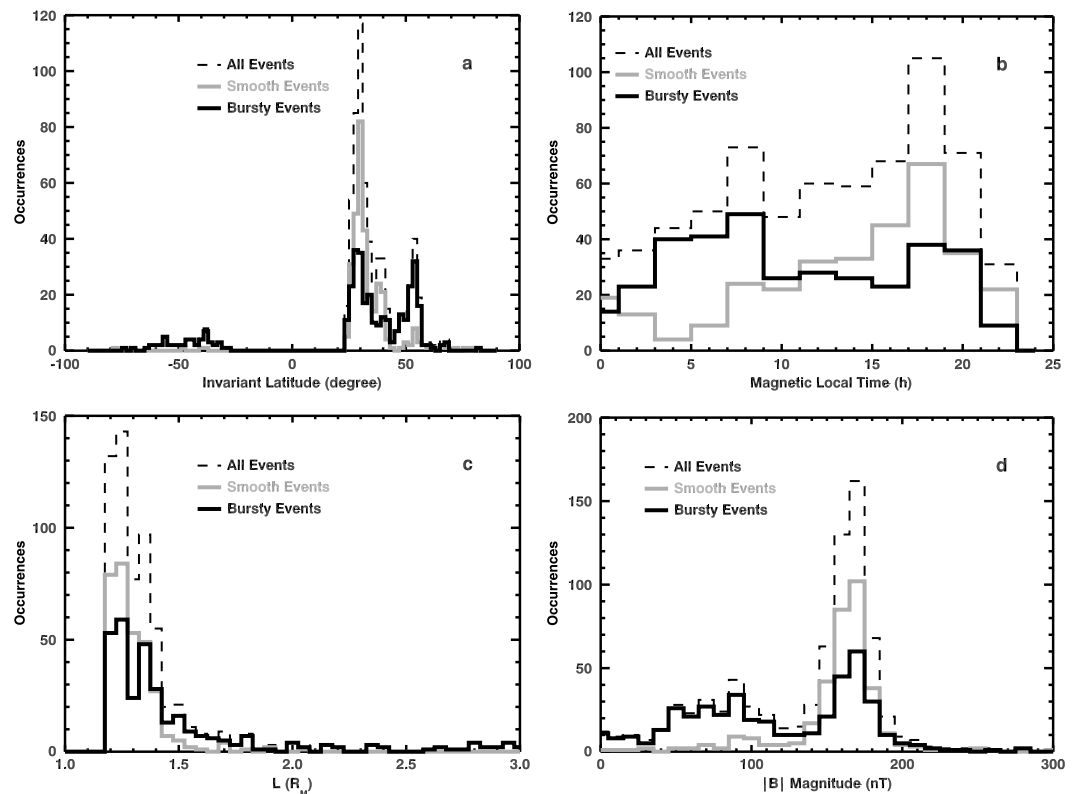 120
100
80
60
40
20
0
Occurrences
All Events
Smooth Events
Bursty Events
a
-100
-50
0
50
100
Invariant Latitude (degree)
120
100
80
60
40
20
0
Occurrences
All Events
Smooth Events
Bursty Events
b
0
5
10
15
20
25
Magnetic Local Time (h)
150
100
50
0
Occurrences
All Events
Smooth Events
Bursty Events
c
1.0
1.5
2.0
2.5
3.0
L (R_M)
200
150
100
50
0
Occurrences
All Events
Smooth Events
Bursty Events
d
0
100
200
300
|B| Magnitude (nT)